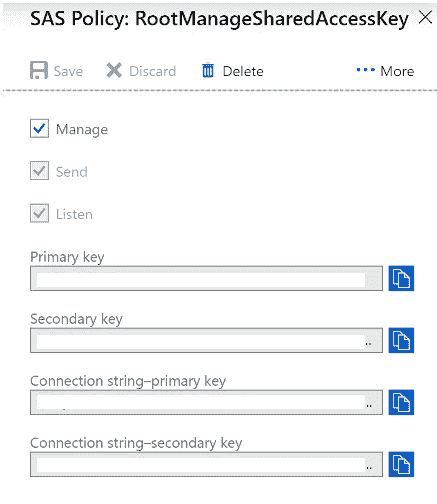 SAS Policy: RootManageSharedAccessKey
Save Discard Delete ··· More
Manage
Send
Listen
Primary key
Secondary key
..
Connection string–primary key
..
Connection string–secondary key
..